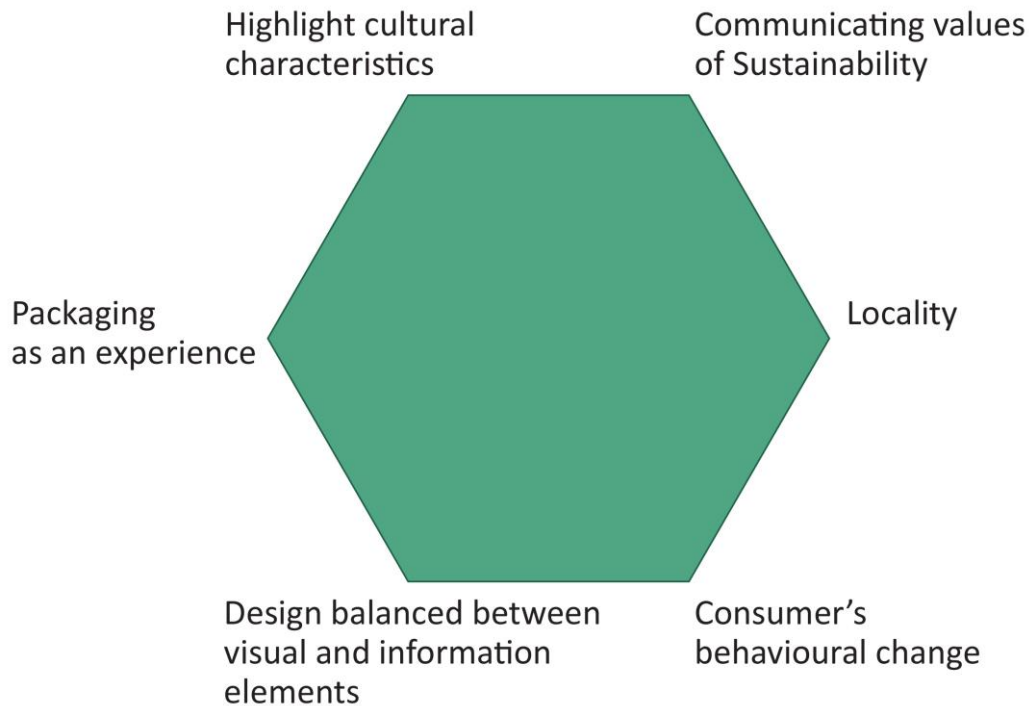 Highlight cultural
characteristics
Communicating values
of Sustainability
Packaging
as an experience
Locality
Design balanced between
visual and information
elements
Consumer’s
behavioural change